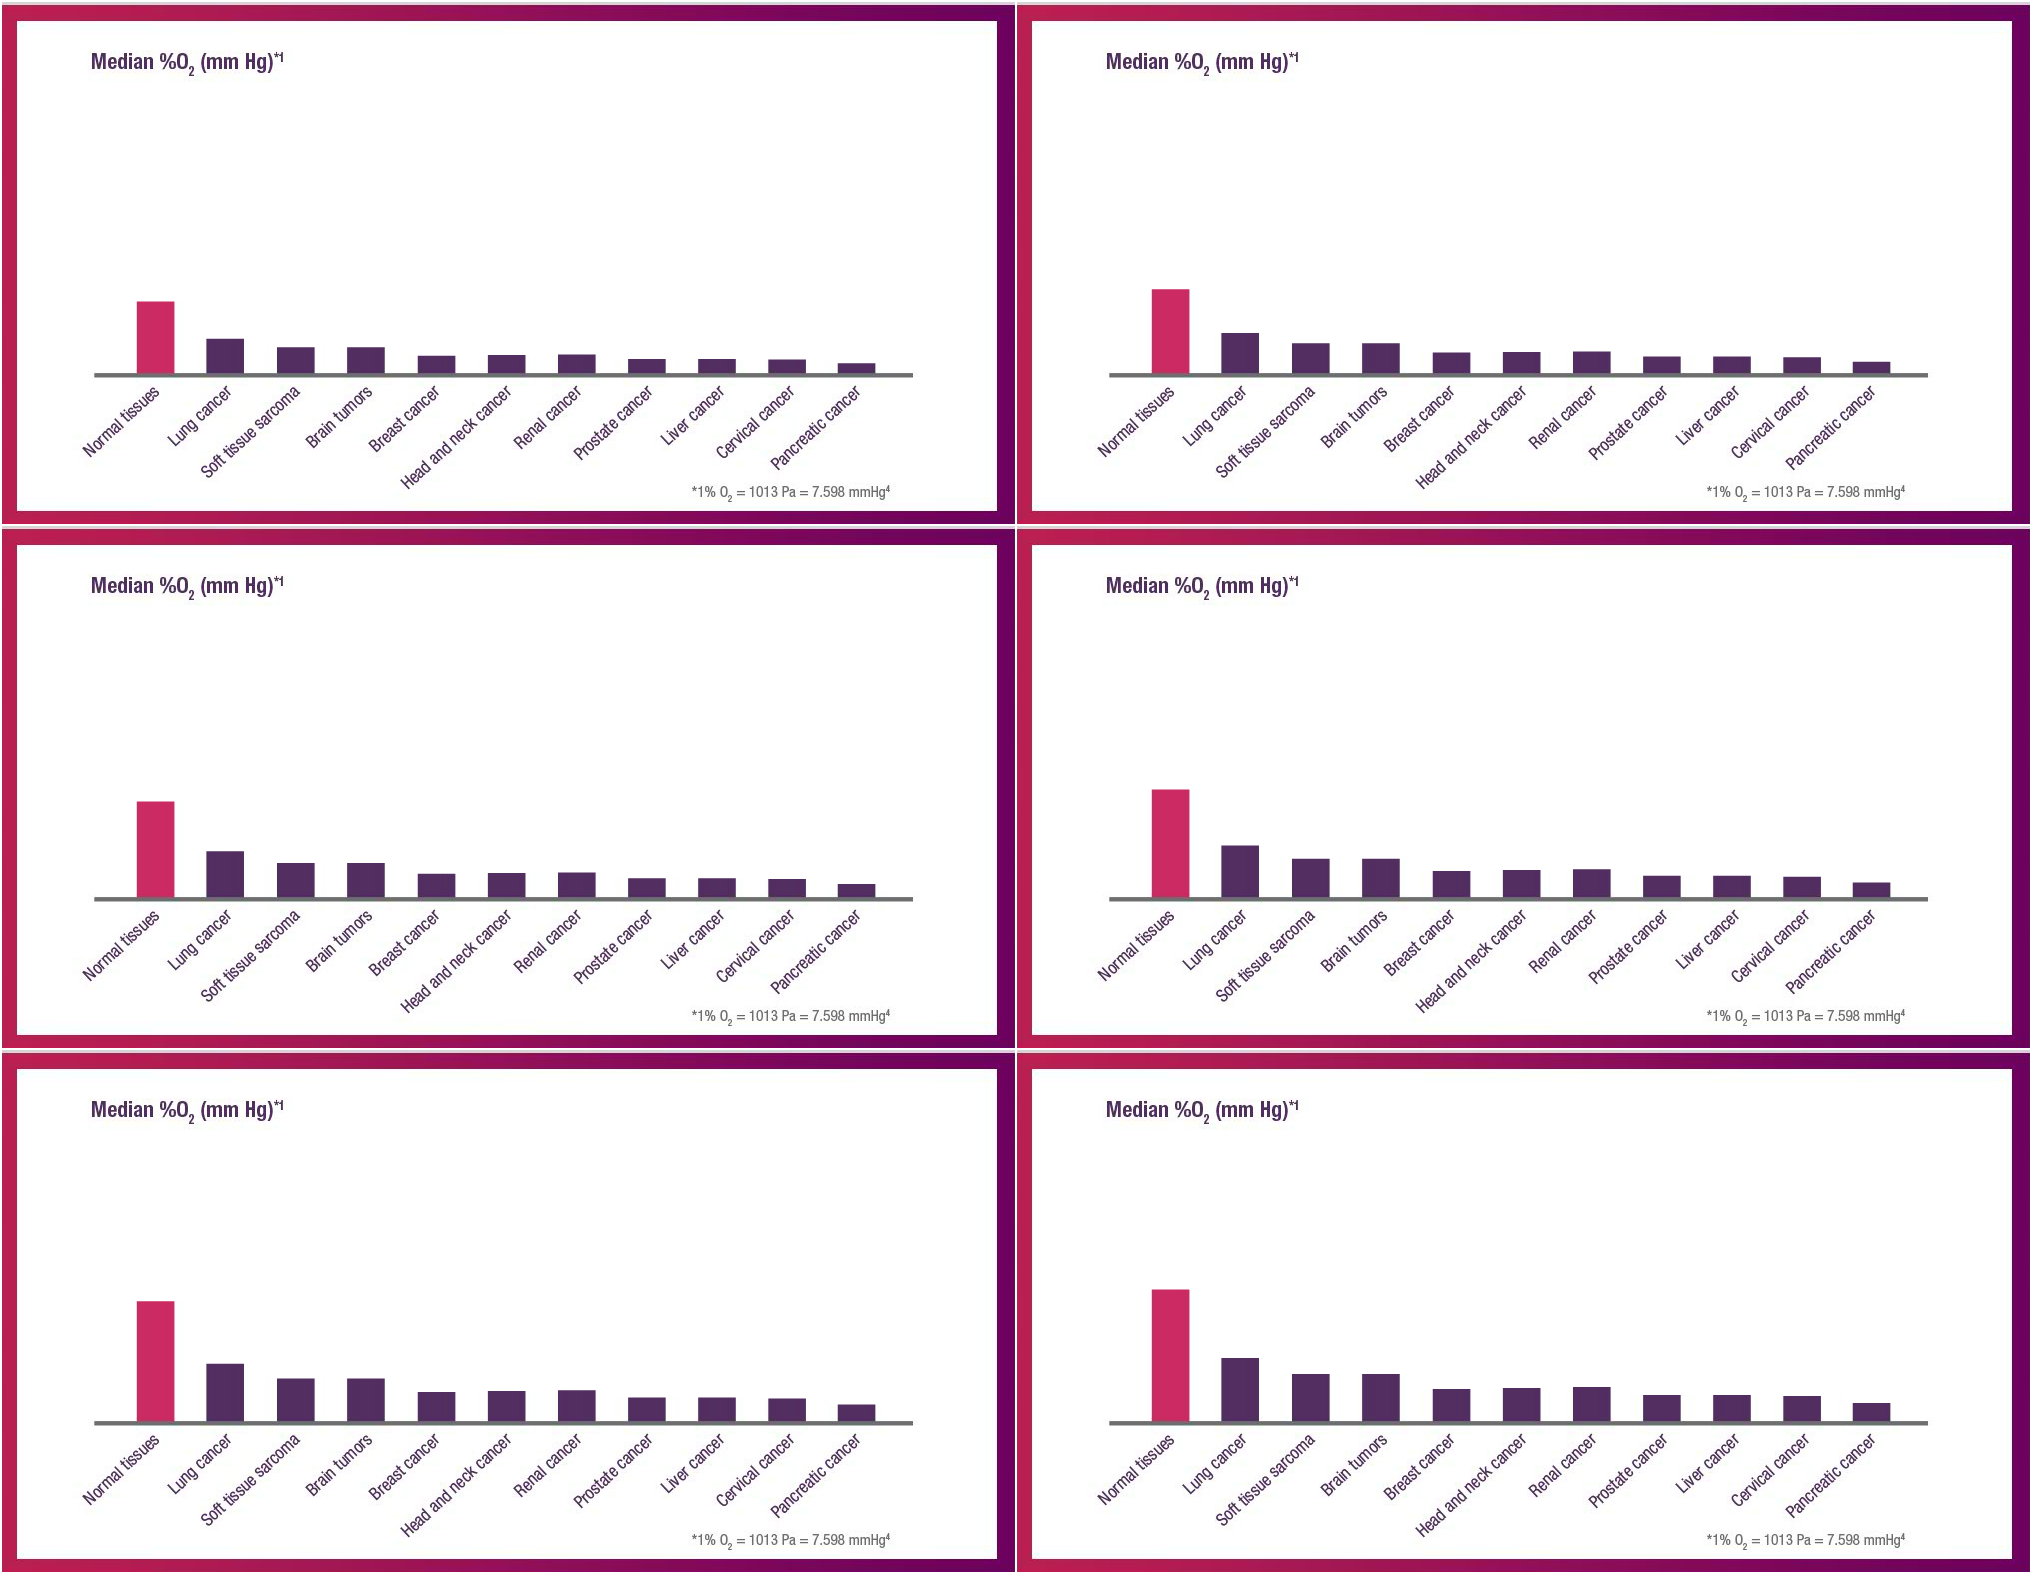 Median %O2 (mm Hg)*1
Normal tissues
Lung cancer
Soft tissue sarcoma
Brain tumors
Breast cancer
Head and neck cancer
Renal cancer
Prostate cancer
Liver cancer
Cervical cancer
Pancreatic cancer
*1% O2 = 1013 Pa = 7.598 mmHg4
Median %O2 (mm Hg)*1
Normal tissues
Lung cancer
Soft tissue sarcoma
Brain tumors
Breast cancer
Head and neck cancer
Renal cancer
Prostate cancer
Liver cancer
Cervical cancer
Pancreatic cancer
*1% O2 = 1013 Pa = 7.598 mmHg4
Median %O2 (mm Hg)*1
Normal tissues
Lung cancer
Soft tissue sarcoma
Brain tumors
Breast cancer
Head and neck cancer
Renal cancer
Prostate cancer
Liver cancer
Cervical cancer
Pancreatic cancer
*1% O2 = 1013 Pa = 7.598 mmHg4
Median %O2 (mm Hg)*1
Normal tissues
Lung cancer
Soft tissue sarcoma
Brain tumors
Breast cancer
Head and neck cancer
Renal cancer
Prostate cancer
Liver cancer
Cervical cancer
Pancreatic cancer
*1% O2 = 1013 Pa = 7.598 mmHg4
Median %O2 (mm Hg)*1
Normal tissues
Lung cancer
Soft tissue sarcoma
Brain tumors
Breast cancer
Head and neck cancer
Renal cancer
Prostate cancer
Liver cancer
Cervical cancer
Pancreatic cancer
*1% O2 = 1013 Pa = 7.598 mmHg4
Median %O2 (mm Hg)*1
Normal tissues
Lung cancer
Soft tissue sarcoma
Brain tumors
Breast cancer
Head and neck cancer
Renal cancer
Prostate cancer
Liver cancer
Cervical cancer
Pancreatic cancer
*1% O2 = 1013 Pa = 7.598 mmHg4